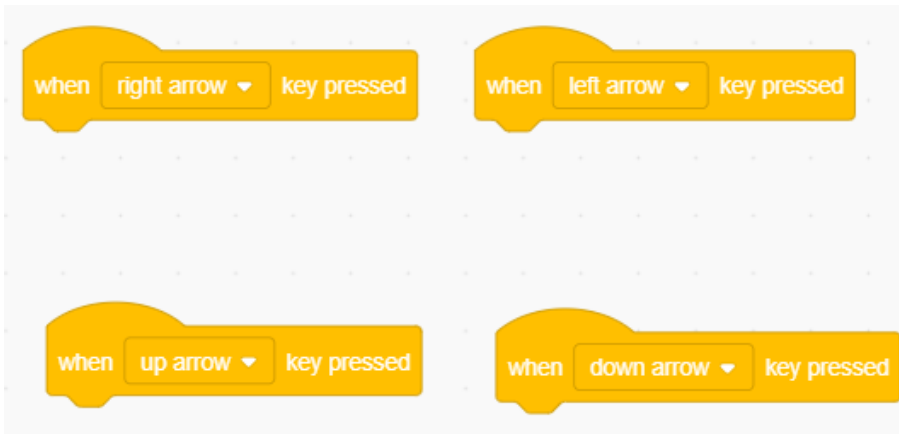 when right arrow key pressed
when left arrow key pressed
when up arrow key pressed
when down arrow key pressed